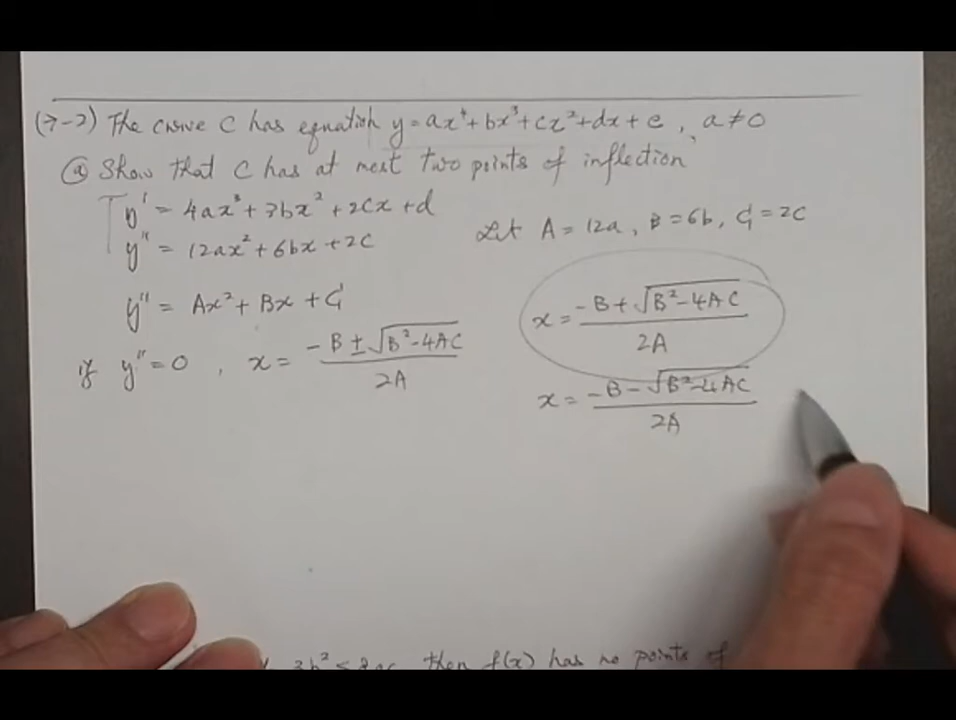 (7-2) The curve C has equation y = ax⁴ + bx³ + cx² + dx + e, a ≠ 0
ⓐ Show that C has at most two points of inflection
y' = 4ax³ + 3bx² + 2cx + d
y'' = 12ax² + 6bx + 2c
Let A = 12a, B = 6b, C = 2c
y'' = Ax² + Bx + C
if y'' = 0, x = (-B ± √(B² - 4AC)) / 2A
x = (-B + √(B² - 4AC)) / 2A
x = (-B - √(B² - 4AC)) / 2A
then f(x) has no points of